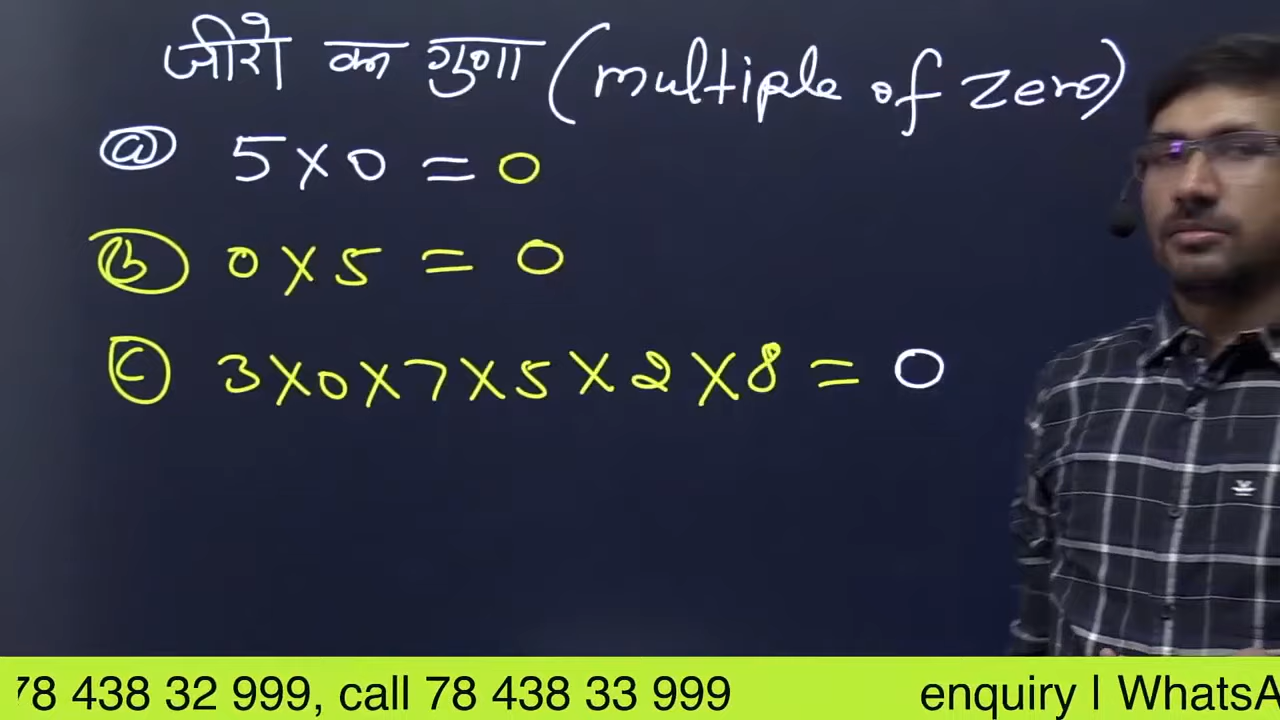 जीरो का गुणा (multiple of zero)
ⓐ 5 × 0 = 0
ⓑ 0 × 5 = 0
ⓒ 3 × 0 × 7 × 5 × 2 × 8 = 0
78 438 32 999, call 78 438 33 999 enquiry I WhatsA